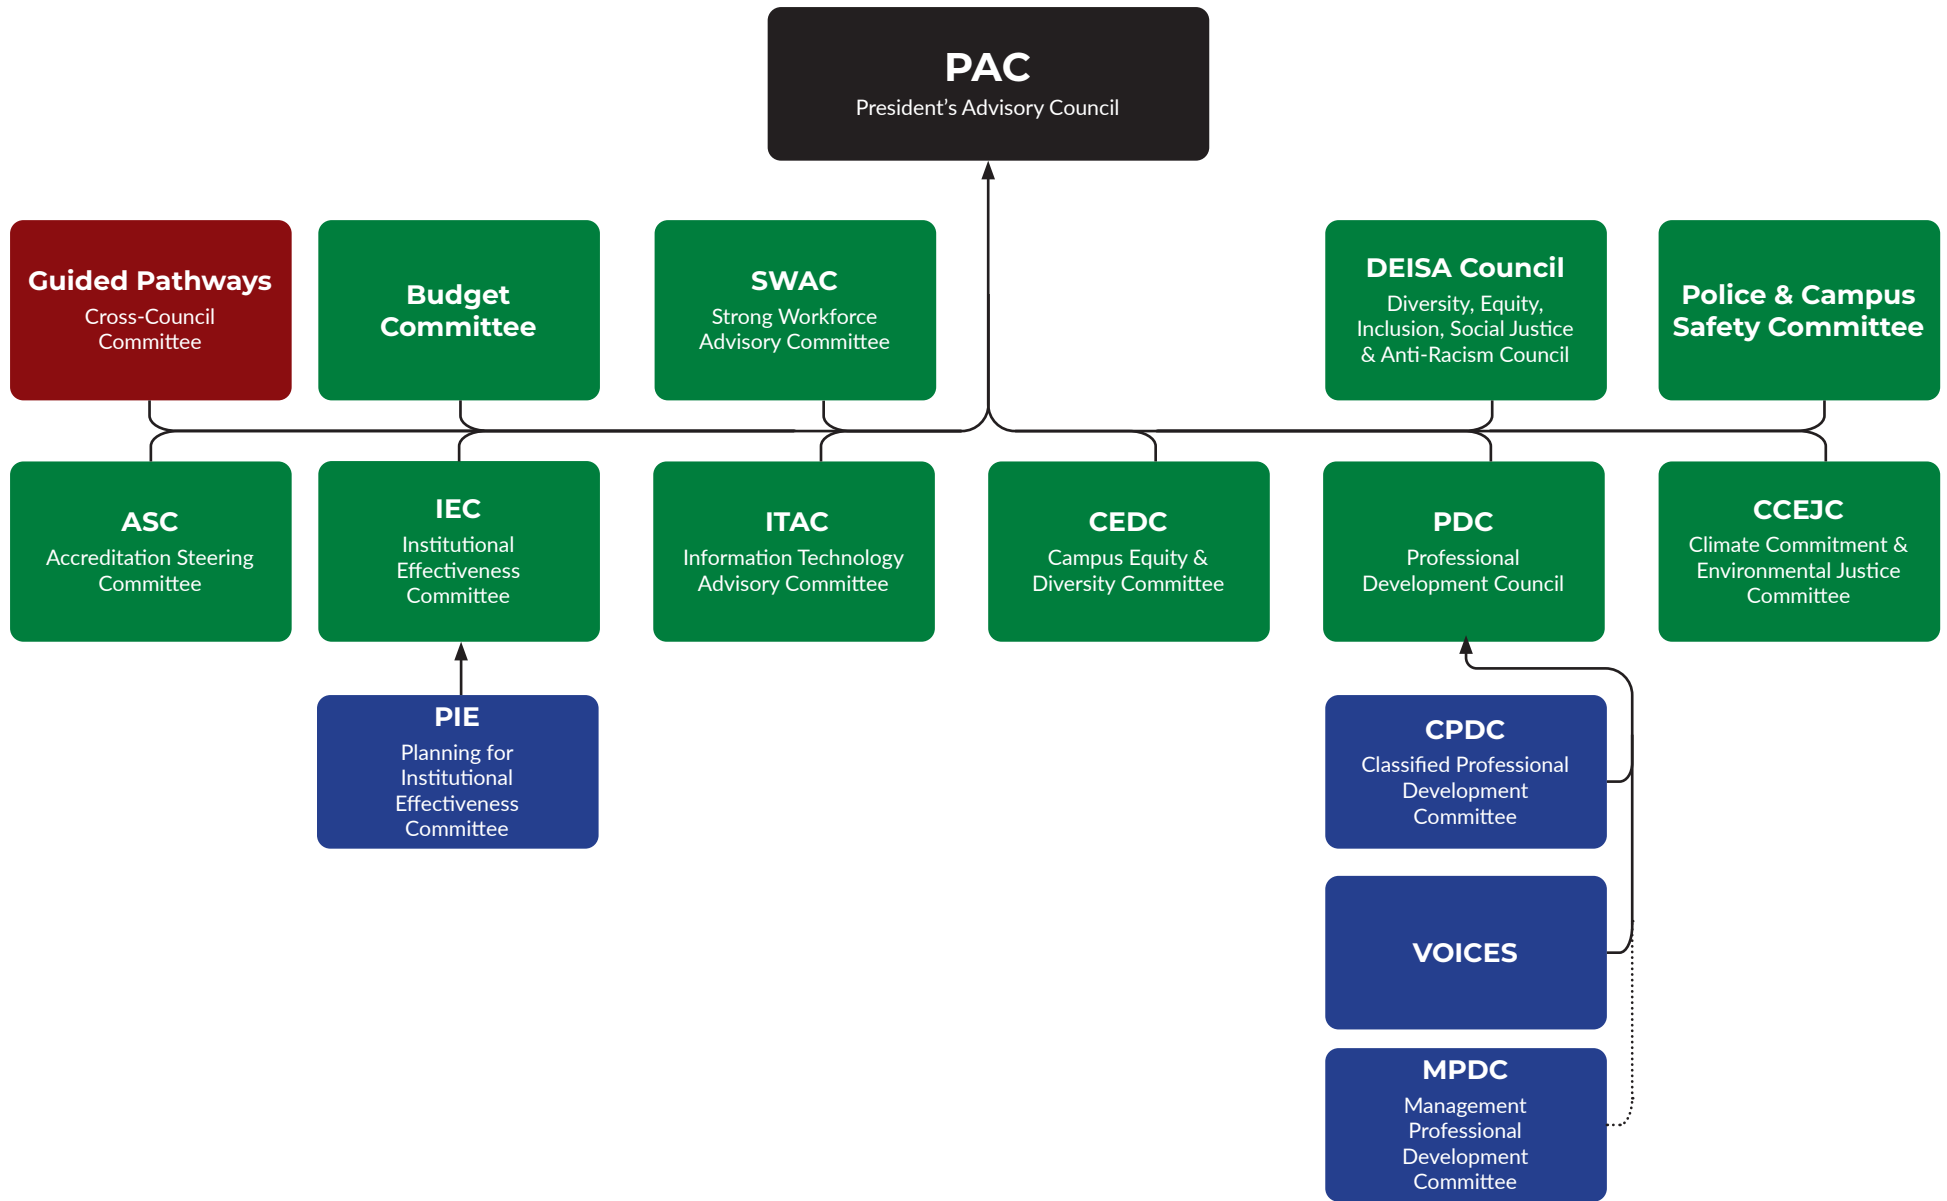 PAC
President’s Advisory Council
Guided Pathways
Cross-Council
Committee
Budget
Committee
SWAC
Strong Workforce
Advisory Committee
DEISA Council
Diversity, Equity,
Inclusion, Social Justice
& Anti-Racism Council
Police & Campus
Safety Committee
ASC
Accreditation Steering
Committee
IEC
Institutional
Effectiveness
Committee
ITAC
Information Technology
Advisory Committee
CEDC
Campus Equity &
Diversity Committee
PDC
Professional
Development Council
CCEJC
Climate Commitment &
Environmental Justice
Committee
PIE
Planning for
Institutional
Effectiveness
Committee
CPDC
Classified Professional
Development
Committee
VOICES
MPDC
Management
Professional
Development
Committee